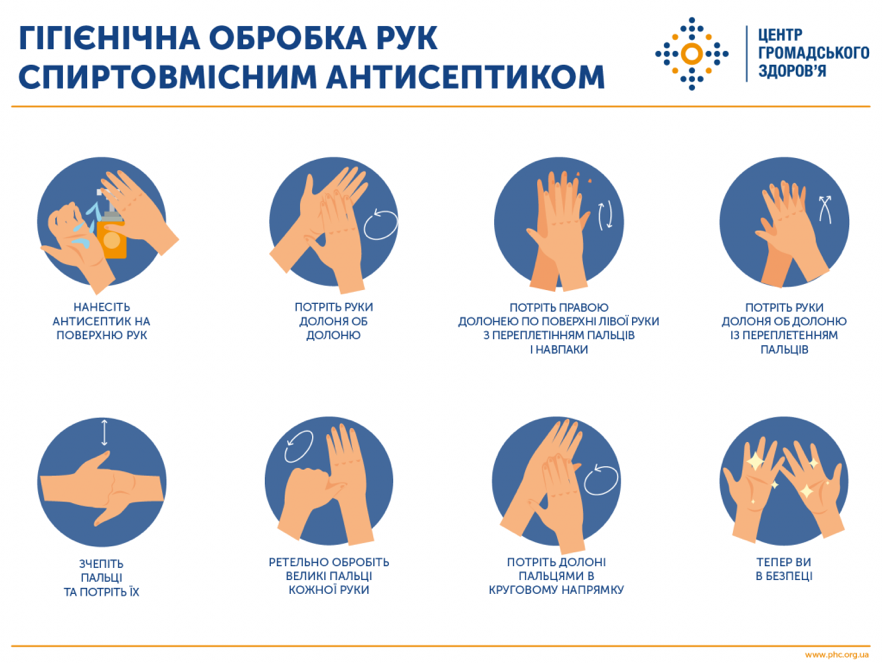 ГІГІЄНІЧНА ОБРОБКА РУК
СПИРТОВМІСНИМ АНТИСЕПТИКОМ
ЦЕНТР
ГРОМАДСЬКОГО
ЗДОРОВ'Я
НАНЕСІТЬ
АНТИСЕПТИК НА
ПОВЕРХНЮ РУК
ПОТРІТЬ РУКИ
ДОЛОНЯ ОБ
ДОЛОНЮ
ПОТРІТЬ ПРАВОЮ
ДОЛОНЕЮ ПО ПОВЕРХНІ ЛІВОЇ РУКИ
З ПЕРЕПЛЕТІННЯМ ПАЛЬЦІВ
І НАВПАКИ
ПОТРІТЬ РУКИ
ДОЛОНЯ ОБ ДОЛОНЮ
ІЗ ПЕРЕПЛЕТЕННЯМ
ПАЛЬЦІВ
ЗЧЕПІТЬ
ПАЛЬЦІ
ТА ПОТРІТЬ ЇХ
РЕТЕЛЬНО ОБРОБІТЬ
ВЕЛИКІ ПАЛЬЦІ
КОЖНОЇ РУКИ
ПОТРІТЬ ДОЛОНІ
ПАЛЬЦЯМИ В
КРУГОВОМУ НАПРЯМКУ
ТЕПЕР ВИ
В БЕЗПЕЦІ
www.phc.org.ua